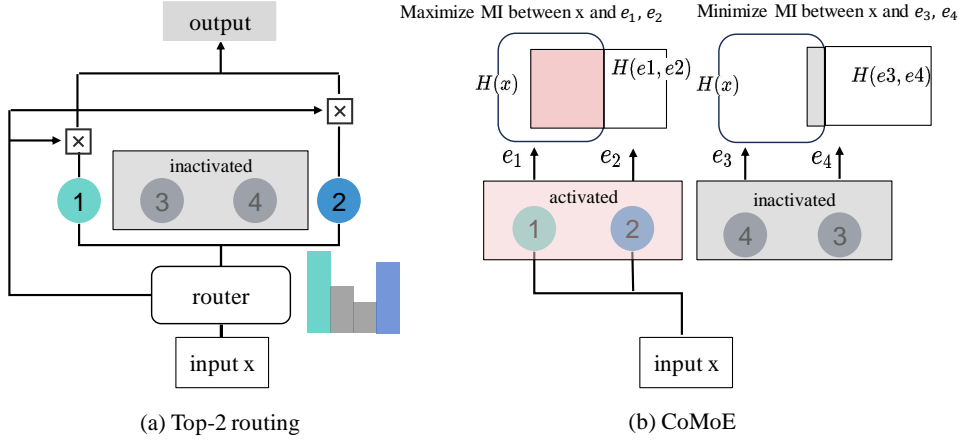 output
×
×
inactivated
1
3
4
2
router
input x
(a) Top-2 routing
Maximize MI between x and e₁, e₂
H(x)
H(e1, e2)
e₁
e₂
activated
1
2
Minimize MI between x and e₃, e₄
H(x)
H(e3, e4)
e₃
e₄
inactivated
4
3
input x
(b) CoMoE